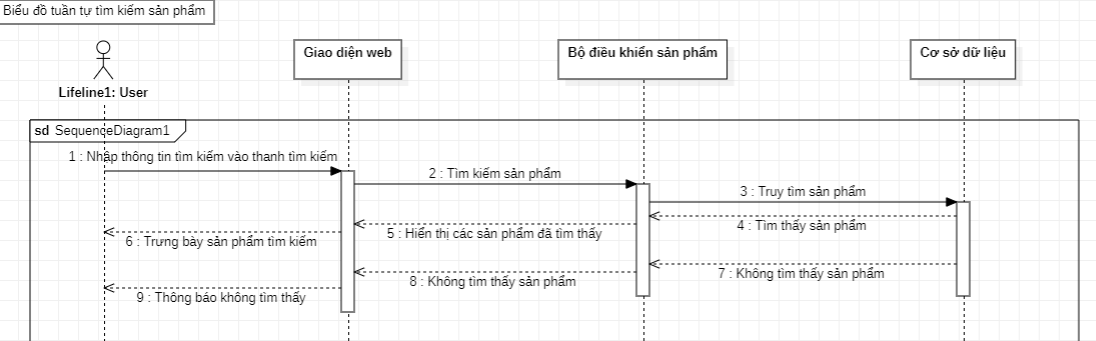 Biểu đồ tuần tự tìm kiếm sản phẩm
Giao diện web
Bộ điều khiển sản phẩm
Cơ sở dữ liệu
Lifeline1: User
sd SequenceDiagram1
1 : Nhập thông tin tìm kiếm vào thanh tìm kiếm
2 : Tìm kiếm sản phẩm
3 : Truy tìm sản phẩm
4 : Tìm thấy sản phẩm
5 : Hiển thị các sản phẩm đã tìm thấy
6 : Trưng bày sản phẩm tìm kiếm
7 : Không tìm thấy sản phẩm
8 : Không tìm thấy sản phẩm
9 : Thông báo không tìm thấy